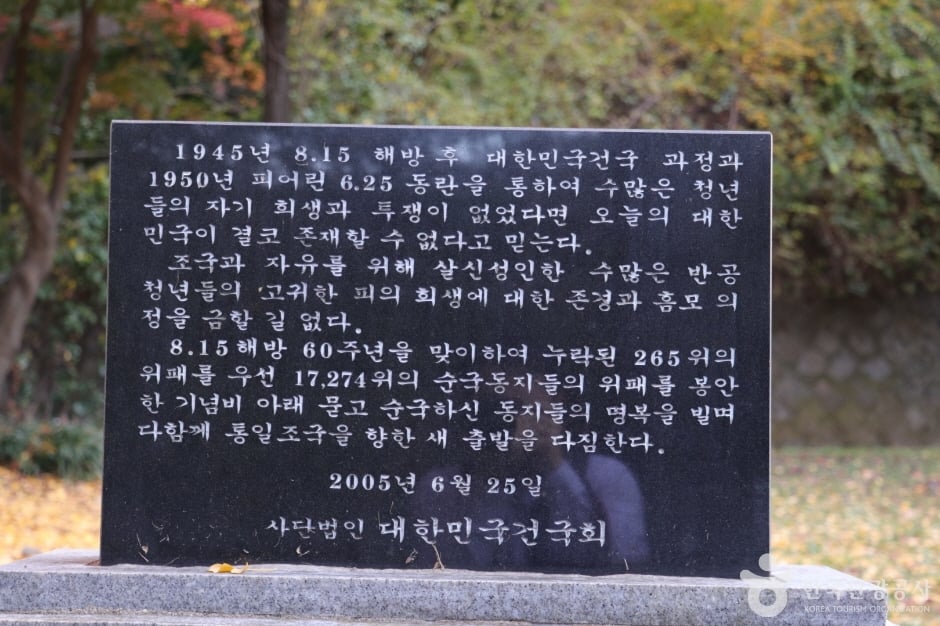 1945년 8.15 해방 후 대한민국건국 과정과
1950년 피어린 6.25 동란을 통하여 수많은 청년
들의 자기 희생과 투쟁이 없었다면 오늘의 대한
민국이 결코 존재할 수 없다고 믿는다.
조국과 자유를 위해 살신성인한 수많은 반공
청년들의 고귀한 피의 희생에 대한 존경과 흠모의
정을 금할 길 없다.
8.15해방 60주년을 맞이하여 누락된 265위의
위패를 우선 17,274위의 순국동지들의 위패를 봉안
한 기념비 아래 묻고 순국하신 동지들의 명복을 빌며
다함께 통일조국을 향한 새 출발을 다짐한다.
2005년 6월 25일
사단법인 대한민국건국회
한국관광공사
KOREA TOURISM ORGANIZATION